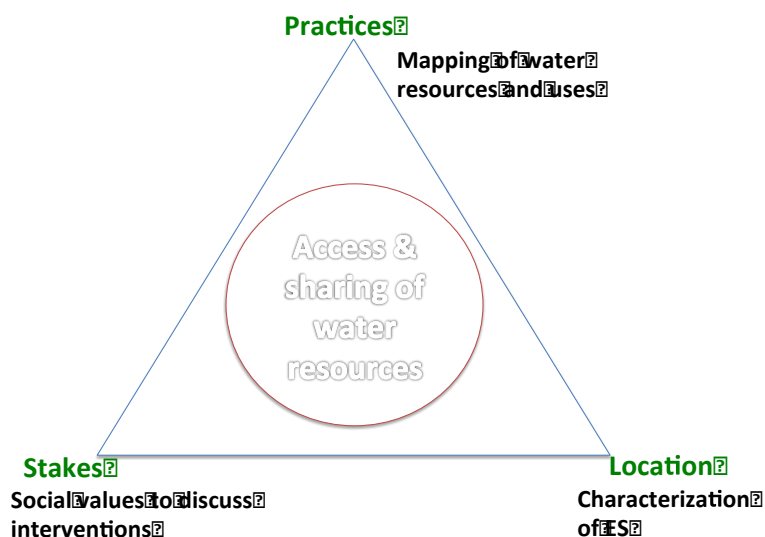 Practices�
Mapping�of�water�
resources�and�uses�
Access &
sharing of
water
resources
Stakes�
Social�values�to�discuss�
interventions�
Location�
Characterization�
of�ES�